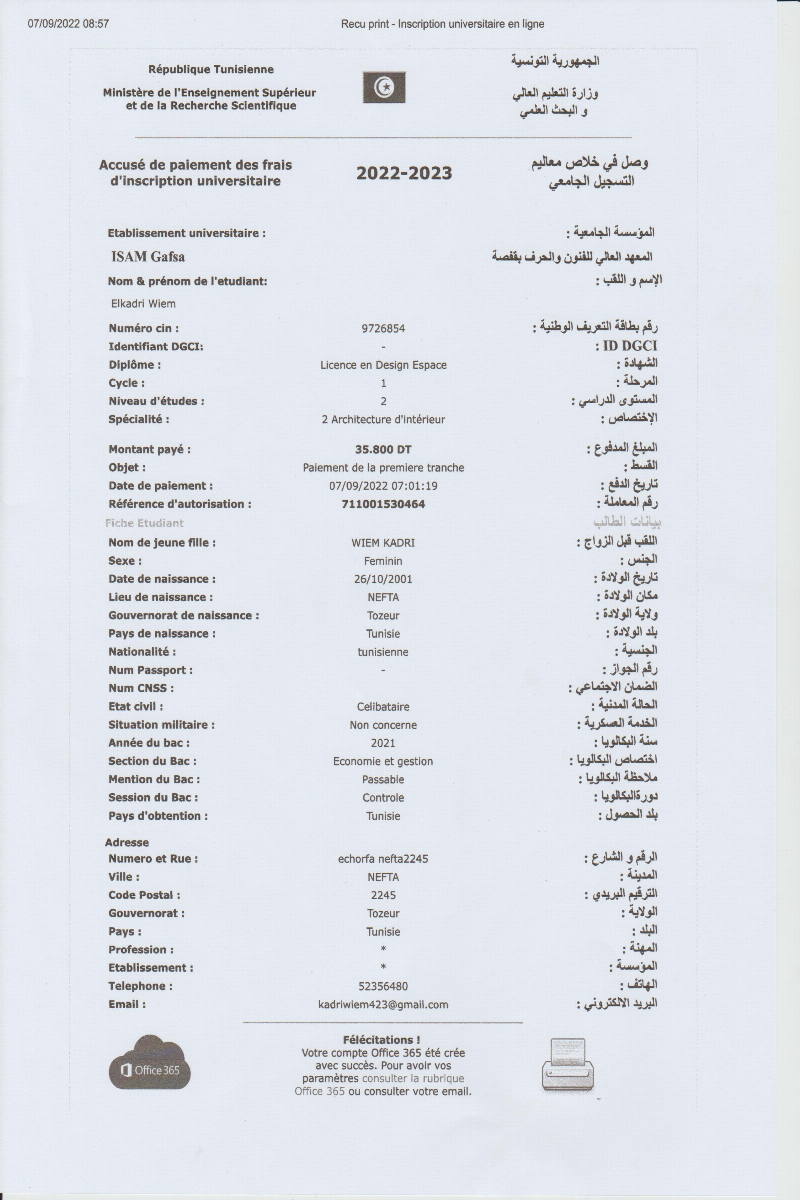 07/09/2022 08:57 Recu print - Inscription universitaire en ligne
République Tunisienne الجمهورية التونسية
Ministère de l'Enseignement Supérieur وزارة التعليم العالي
et de la Recherche Scientifique و البحث العلمي
Accusé de paiement des frais 2022-2023 وصل في خلاص معاليم
d'inscription universitaire التسجيل الجامعي
Etablissement universitaire : المؤسسة الجامعية :
ISAM Gafsa المعهد العالي للفنون والحرف بقفصة
Nom & prénom de l'etudiant: الإسم و اللقب :
Elkadri Wiem
Numéro cin : 9726854 رقم بطاقة التعريف الوطنية :
Identifiant DGCI: - ID DGCI :
Diplôme : Licence en Design Espace الشهادة :
Cycle : 1 المرحلة :
Niveau d'études : 2 المستوى الدراسي :
Spécialité : 2 Architecture d'intérieur الإختصاص :
Montant payé : 35.800 DT المبلغ المدفوع :
Objet : Paiement de la premiere tranche القسط :
Date de paiement : 07/09/2022 07:01:19 تاريخ الدفع :
Référence d'autorisation : 711001530464 رقم المعاملة :
Fiche Etudiant بيانات الطالب
Nom de jeune fille : WIEM KADRI اللقب قبل الزواج :
Sexe : Feminin الجنس :
Date de naissance : 26/10/2001 تاريخ الولادة :
Lieu de naissance : NEFTA مكان الولادة :
Gouvernorat de naissance : Tozeur ولاية الولادة :
Pays de naissance : Tunisie بلد الولادة :
Nationalité : tunisienne الجنسية :
Num Passport : - رقم الجواز :
Num CNSS : الضمان الاجتماعي :
Etat civil : Celibataire الحالة المدنية :
Situation militaire : Non concerne الخدمة العسكرية :
Année du bac : 2021 سنة البكالويا :
Section du Bac : Economie et gestion اختصاص البكالويا :
Mention du Bac : Passable ملاحظة البكالويا :
Session du Bac : Controle دورةالبكالويا :
Pays d'obtention : Tunisie بلد الحصول :
Adresse
Numero et Rue : echorfa nefta2245 الرقم و الشارع :
Ville : NEFTA المدينة :
Code Postal : 2245 الترقيم البريدي :
Gouvernorat : Tozeur الولاية :
Pays : Tunisie البلد :
Profession : * المهنة :
Etablissement : * المؤسسة :
Telephone : 52356480 الهاتف :
Email : kadriwiem423@gmail.com البريد الالكتروني :
Félécitations !
Votre compte Office 365 été crée
avec succès. Pour avoir vos
paramètres consulter la rubrique
Office 365 ou consulter votre email.
Office 365